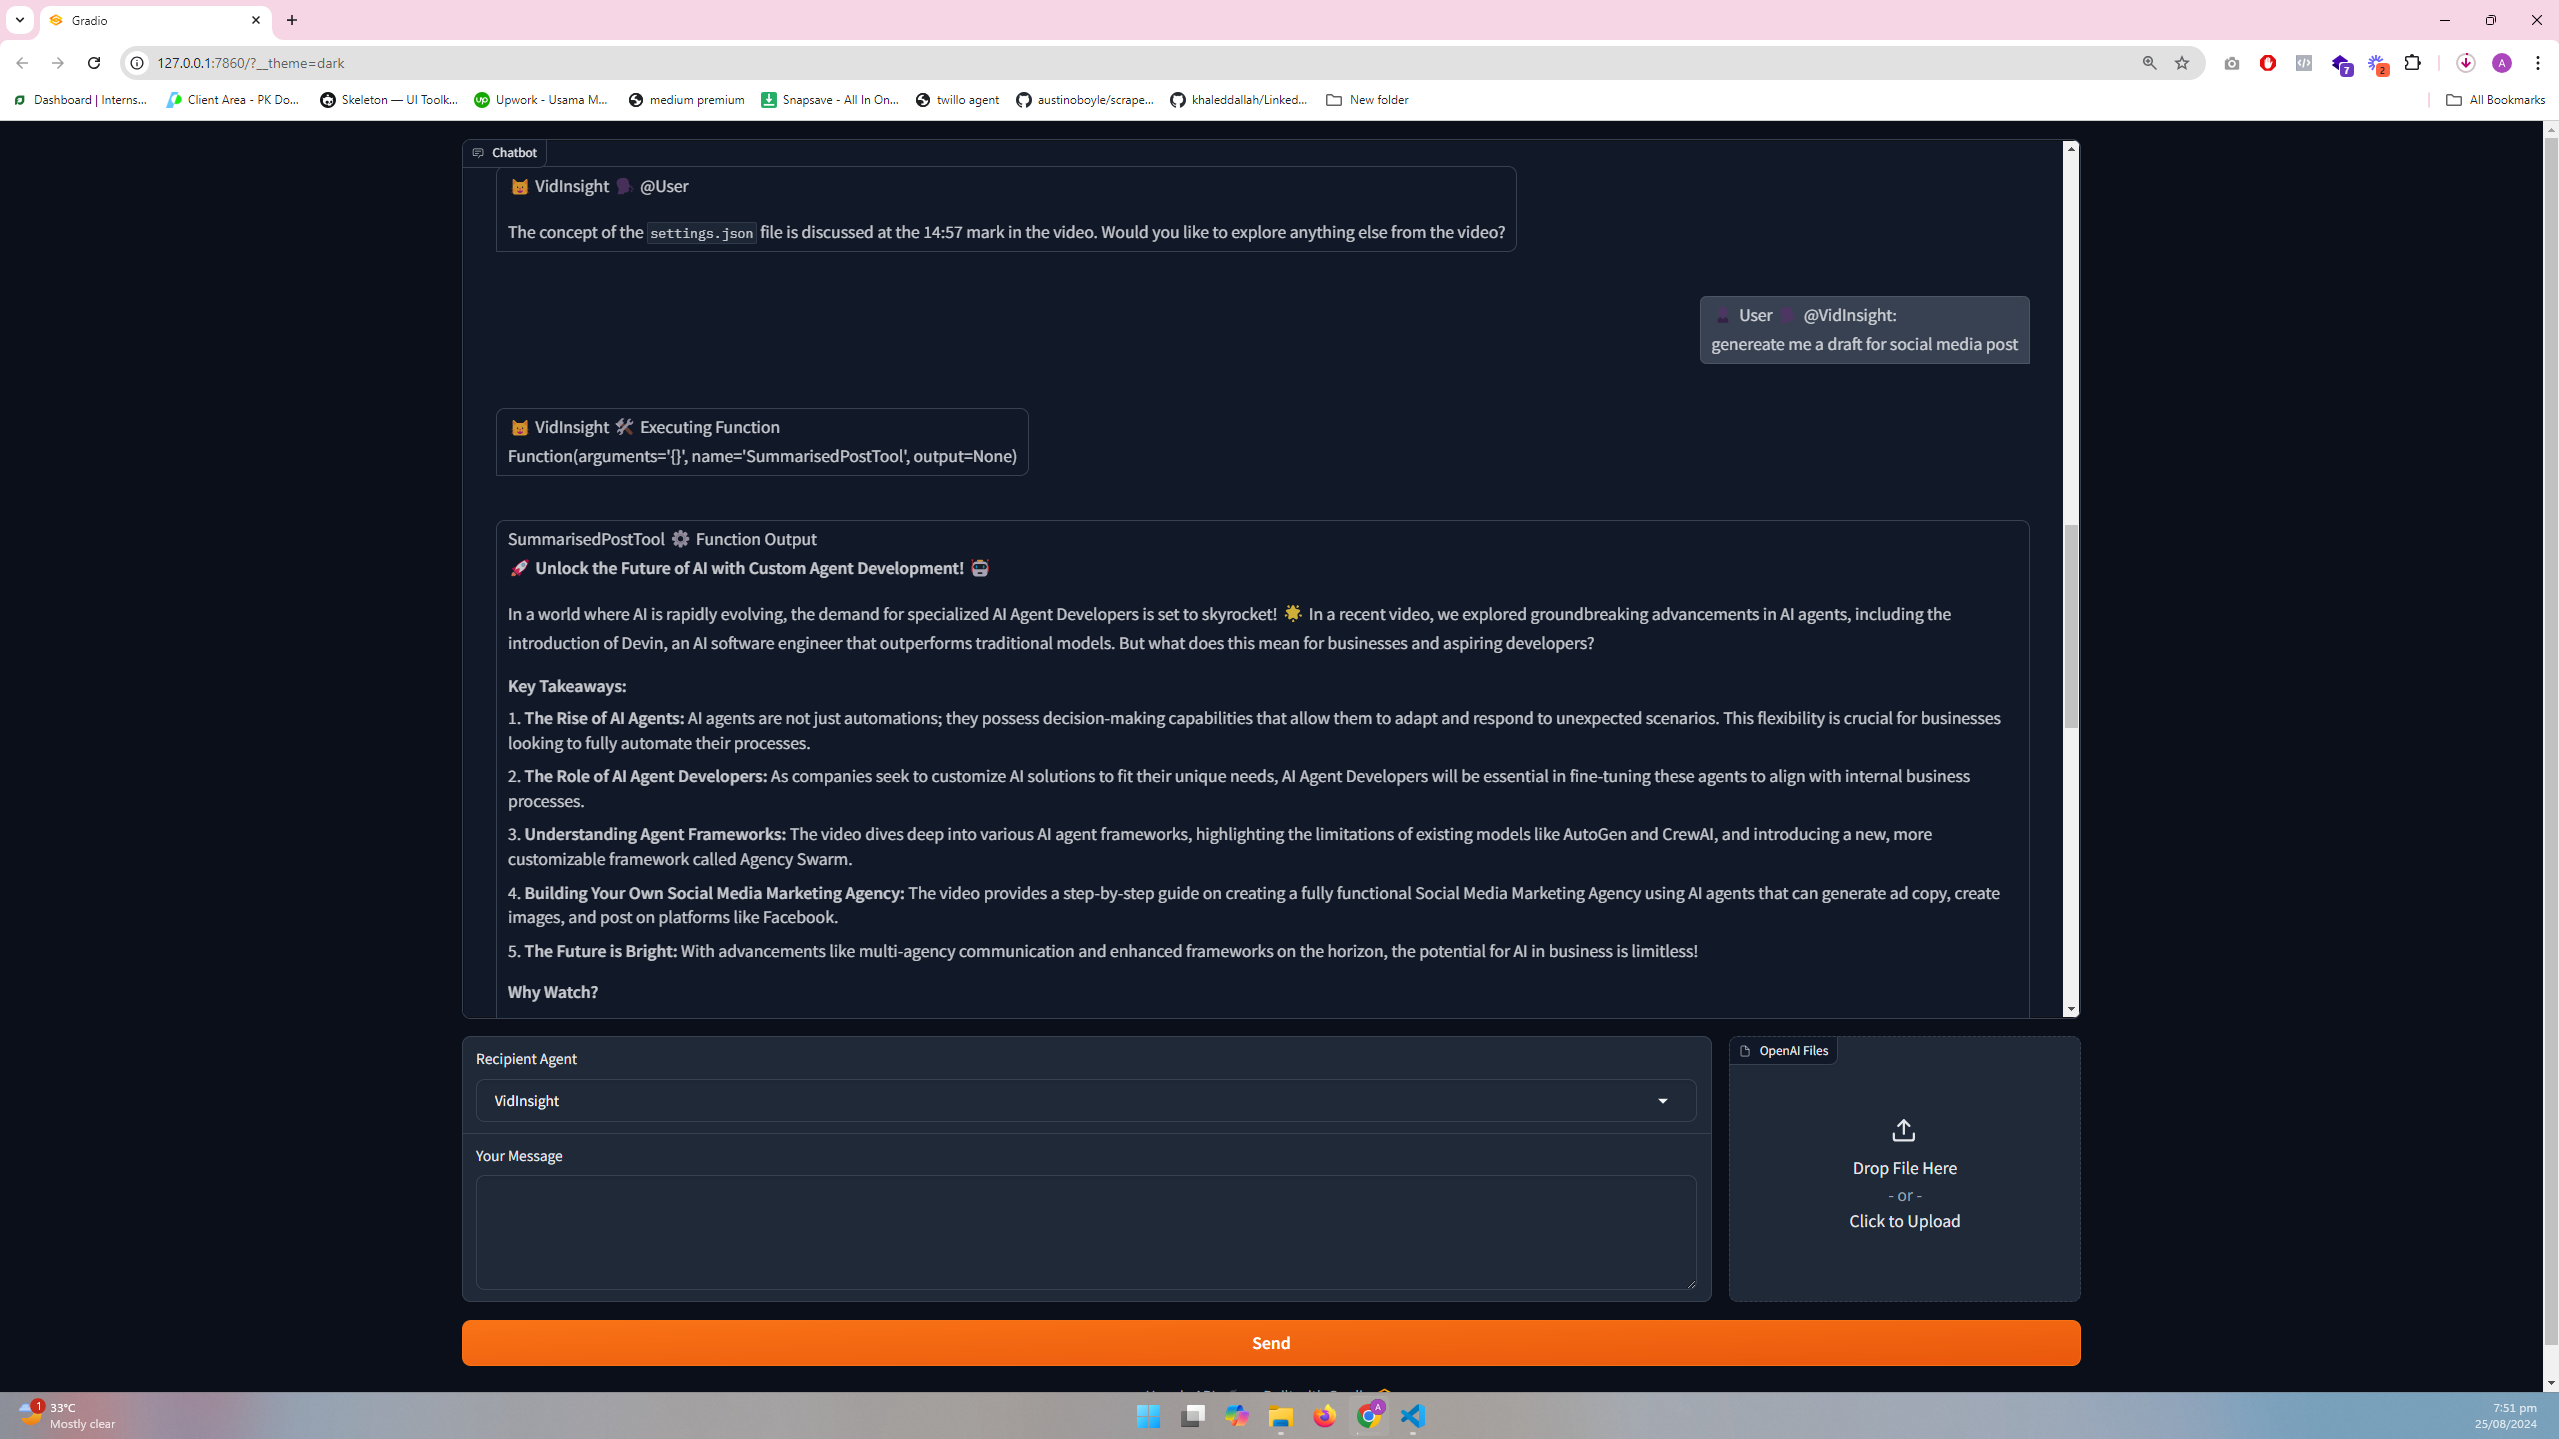 Gradio
127.0.0.1:7860/?__theme=dark
7
2
A
Dashboard | Interns...
Client Area - PK Do...
Skeleton — UI Toolk...
up
Upwork - Usama M...
medium premium
Snapsave - All In On...
twillo agent
austinoboyle/scrape...
khaleddallah/Linked...
New folder
All Bookmarks
Chatbot
VidInsight @User
The concept of the settings.json file is discussed at the 14:57 mark in the video. Would you like to explore anything else from the video?
User @VidInsight:
genereate me a draft for social media post
VidInsight Executing Function
Function(arguments='{}', name='SummarisedPostTool', output=None)
SummarisedPostTool Function Output
Unlock the Future of AI with Custom Agent Development!
In a world where AI is rapidly evolving, the demand for specialized AI Agent Developers is set to skyrocket! In a recent video, we explored groundbreaking advancements in AI agents, including the
introduction of Devin, an AI software engineer that outperforms traditional models. But what does this mean for businesses and aspiring developers?
Key Takeaways:
1. The Rise of AI Agents: AI agents are not just automations; they possess decision-making capabilities that allow them to adapt and respond to unexpected scenarios. This flexibility is crucial for businesses
looking to fully automate their processes.
2. The Role of AI Agent Developers: As companies seek to customize AI solutions to fit their unique needs, AI Agent Developers will be essential in fine-tuning these agents to align with internal business
processes.
3. Understanding Agent Frameworks: The video dives deep into various AI agent frameworks, highlighting the limitations of existing models like AutoGen and CrewAI, and introducing a new, more
customizable framework called Agency Swarm.
4. Building Your Own Social Media Marketing Agency: The video provides a step-by-step guide on creating a fully functional Social Media Marketing Agency using AI agents that can generate ad copy, create
images, and post on platforms like Facebook.
5. The Future is Bright: With advancements like multi-agency communication and enhanced frameworks on the horizon, the potential for AI in business is limitless!
Why Watch?
Recipient Agent
VidInsight
Your Message
OpenAI Files
Drop File Here
- or -
Click to Upload
Send
1
33°C
Mostly clear
A
7:51 pm
25/08/2024